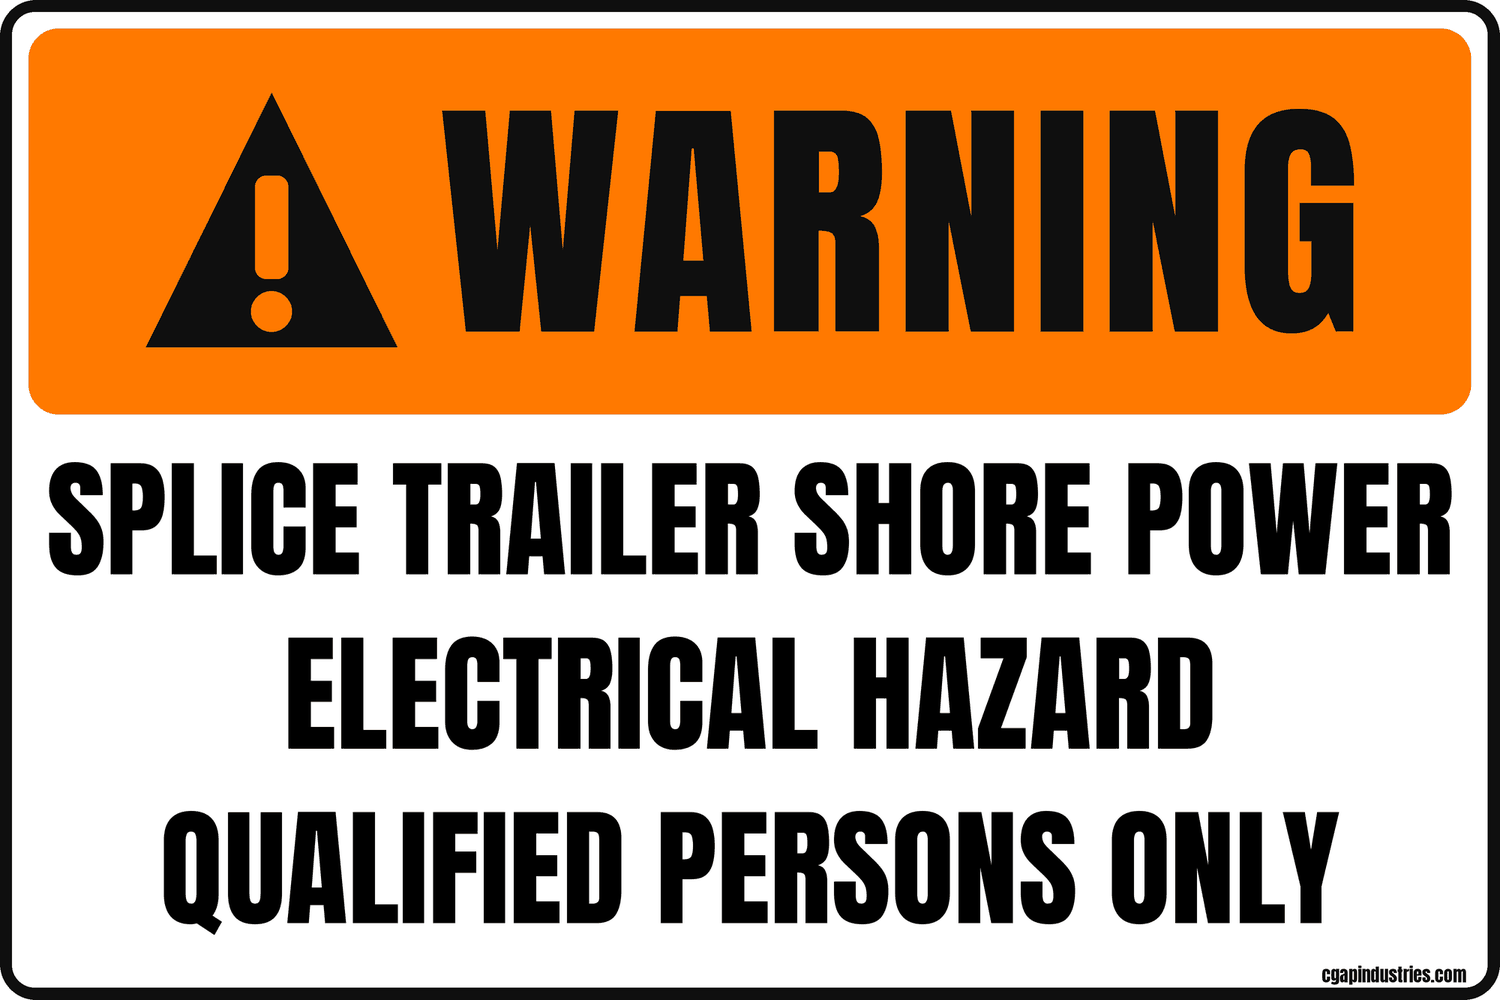 WARNING
SPLICE TRAILER SHORE POWER
ELECTRICAL HAZARD
QUALIFIED PERSONS ONLY
cgapindustries.com